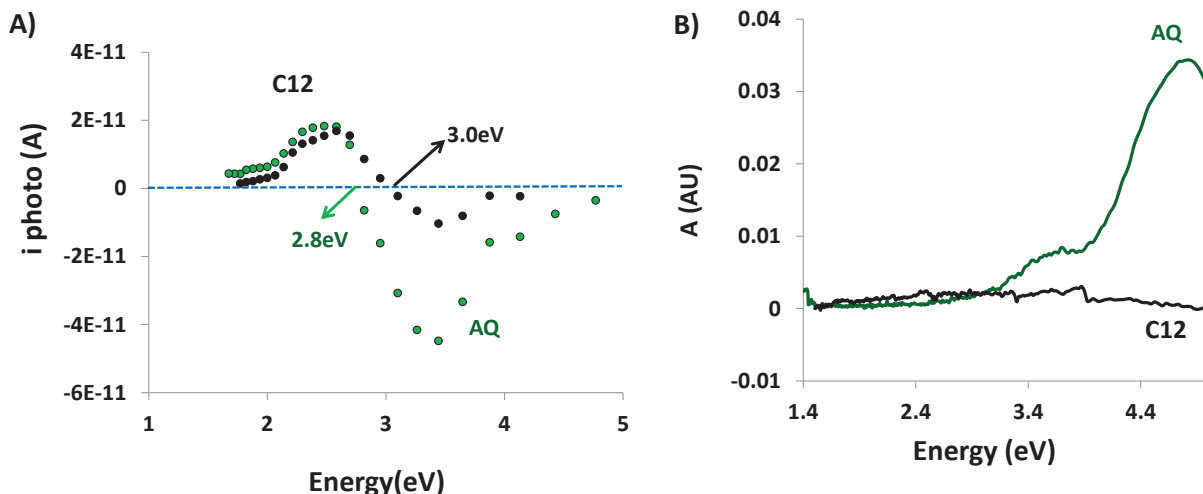 A)
4E-11
2E-11
0
-2E-11
-4E-11
-6E-11
i photo (A)
C12
3.0eV
2.8eV
AQ
1
2
3
4
5
Energy(eV)
B)
0.04
0.03
0.02
0.01
0
-0.01
A (AU)
AQ
C12
1.4
2.4
3.4
4.4
Energy (eV)